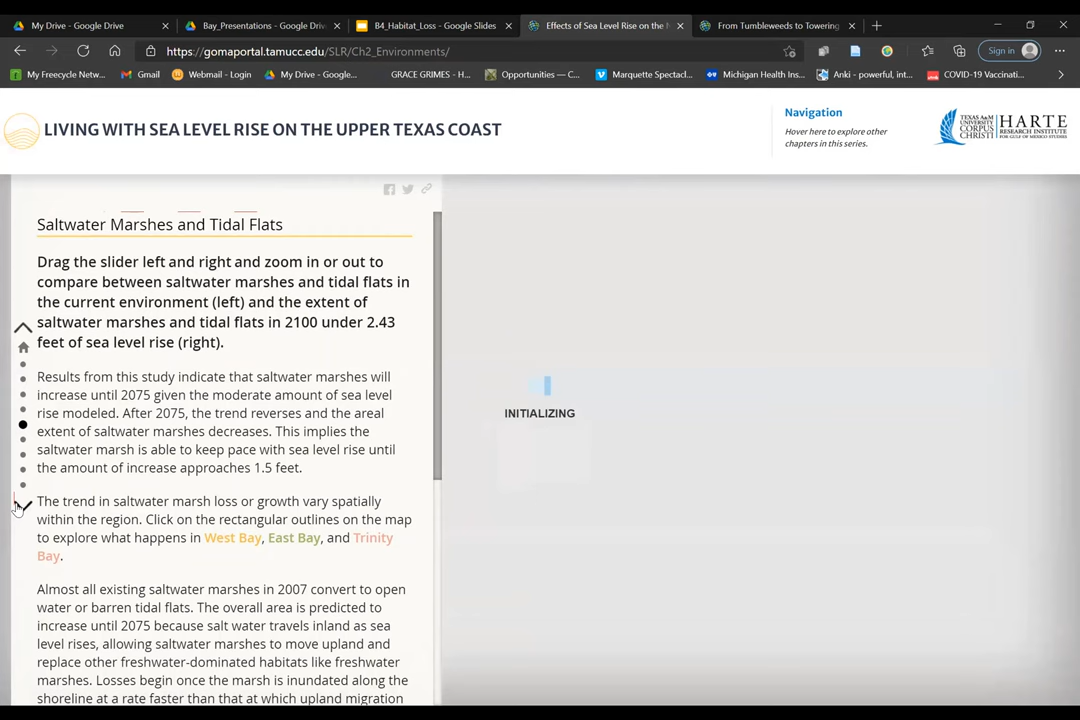 My Drive - Google Drive
Bay_Presentations - Google Driv
B4_Habitat_Loss - Google Slides
Effects of Sea Level Rise on the M
From Tumbleweeds to Towering
https://gomaportal.tamucc.edu/SLR/Ch2_Environments/
Sign in
My Freecycle Netw...
Gmail
Webmail - Login
My Drive - Google...
GRACE GRIMES - H...
Opportunities — C...
Marquette Spectacl...
Michigan Health Ins...
Anki - powerful, int...
COVID-19 Vaccinati...
LIVING WITH SEA LEVEL RISE ON THE UPPER TEXAS COAST
Navigation
Hover here to explore other
chapters in this series.
TEXAS A&M
UNIVERSITY
CORPUS
CHRISTI
HARTE
RESEARCH INSTITUTE
FOR GULF OF MEXICO STUDIES
Saltwater Marshes and Tidal Flats
Drag the slider left and right and zoom in or out to
compare between saltwater marshes and tidal flats in
the current environment (left) and the extent of
saltwater marshes and tidal flats in 2100 under 2.43
feet of sea level rise (right).
Results from this study indicate that saltwater marshes will
increase until 2075 given the moderate amount of sea level
rise modeled. After 2075, the trend reverses and the areal
extent of saltwater marshes decreases. This implies the
saltwater marsh is able to keep pace with sea level rise until
the amount of increase approaches 1.5 feet.
The trend in saltwater marsh loss or growth vary spatially
within the region. Click on the rectangular outlines on the map
to explore what happens in West Bay, East Bay, and Trinity
Bay.
Almost all existing saltwater marshes in 2007 convert to open
water or barren tidal flats. The overall area is predicted to
increase until 2075 because salt water travels inland as sea
level rises, allowing saltwater marshes to move upland and
replace other freshwater-dominated habitats like freshwater
marshes. Losses begin once the marsh is inundated along the
shoreline at a rate faster than that at which upland migration
INITIALIZING